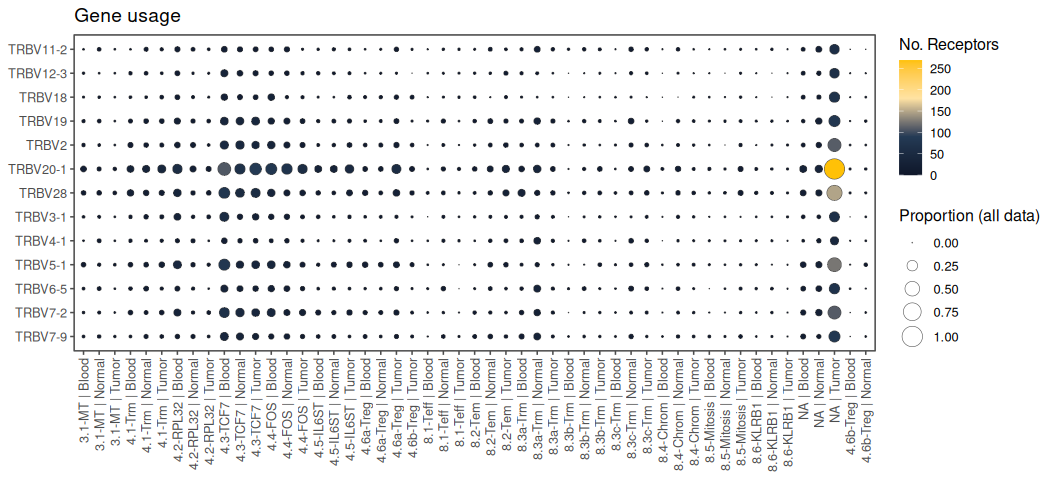 Gene usage
TRBV11-2
TRBV12-3
TRBV18
TRBV19
TRBV2
TRBV20-1
TRBV28
TRBV3-1
TRBV4-1
TRBV5-1
TRBV6-5
TRBV7-2
TRBV7-9
3.1-MT | Blood
3.1-MT | Normal
3.1-MT | Tumor
4.1-Trm | Blood
4.1-Trm | Normal
4.1-Trm | Tumor
4.2-RPL32 | Blood
4.2-RPL32 | Normal
4.2-RPL32 | Tumor
4.3-TCF7 | Blood
4.3-TCF7 | Normal
4.3-TCF7 | Tumor
4.4-FOS | Blood
4.4-FOS | Normal
4.4-FOS | Tumor
4.5-IL6ST | Blood
4.5-IL6ST | Normal
4.5-IL6ST | Tumor
4.6a-Treg | Blood
4.6a-Treg | Normal
4.6a-Treg | Tumor
4.6b-Treg | Tumor
8.1-Teff | Blood
8.1-Teff | Normal
8.1-Teff | Tumor
8.2-Tem | Blood
8.2-Tem | Normal
8.2-Tem | Tumor
8.3a-Trm | Blood
8.3a-Trm | Normal
8.3a-Trm | Tumor
8.3b-Trm | Blood
8.3b-Trm | Normal
8.3b-Trm | Tumor
8.3c-Trm | Blood
8.3c-Trm | Normal
8.3c-Trm | Tumor
8.4-Chrom | Blood
8.4-Chrom | Normal
8.4-Chrom | Tumor
8.5-Mitosis | Blood
8.5-Mitosis | Normal
8.5-Mitosis | Tumor
8.6-KLRB1 | Blood
8.6-KLRB1 | Normal
8.6-KLRB1 | Tumor
NA | Blood
NA | Normal
NA | Tumor
4.6b-Treg | Blood
4.6b-Treg | Normal
No. Receptors
250
200
150
100
50
0
Proportion (all data)
0.00
0.25
0.50
0.75
1.00